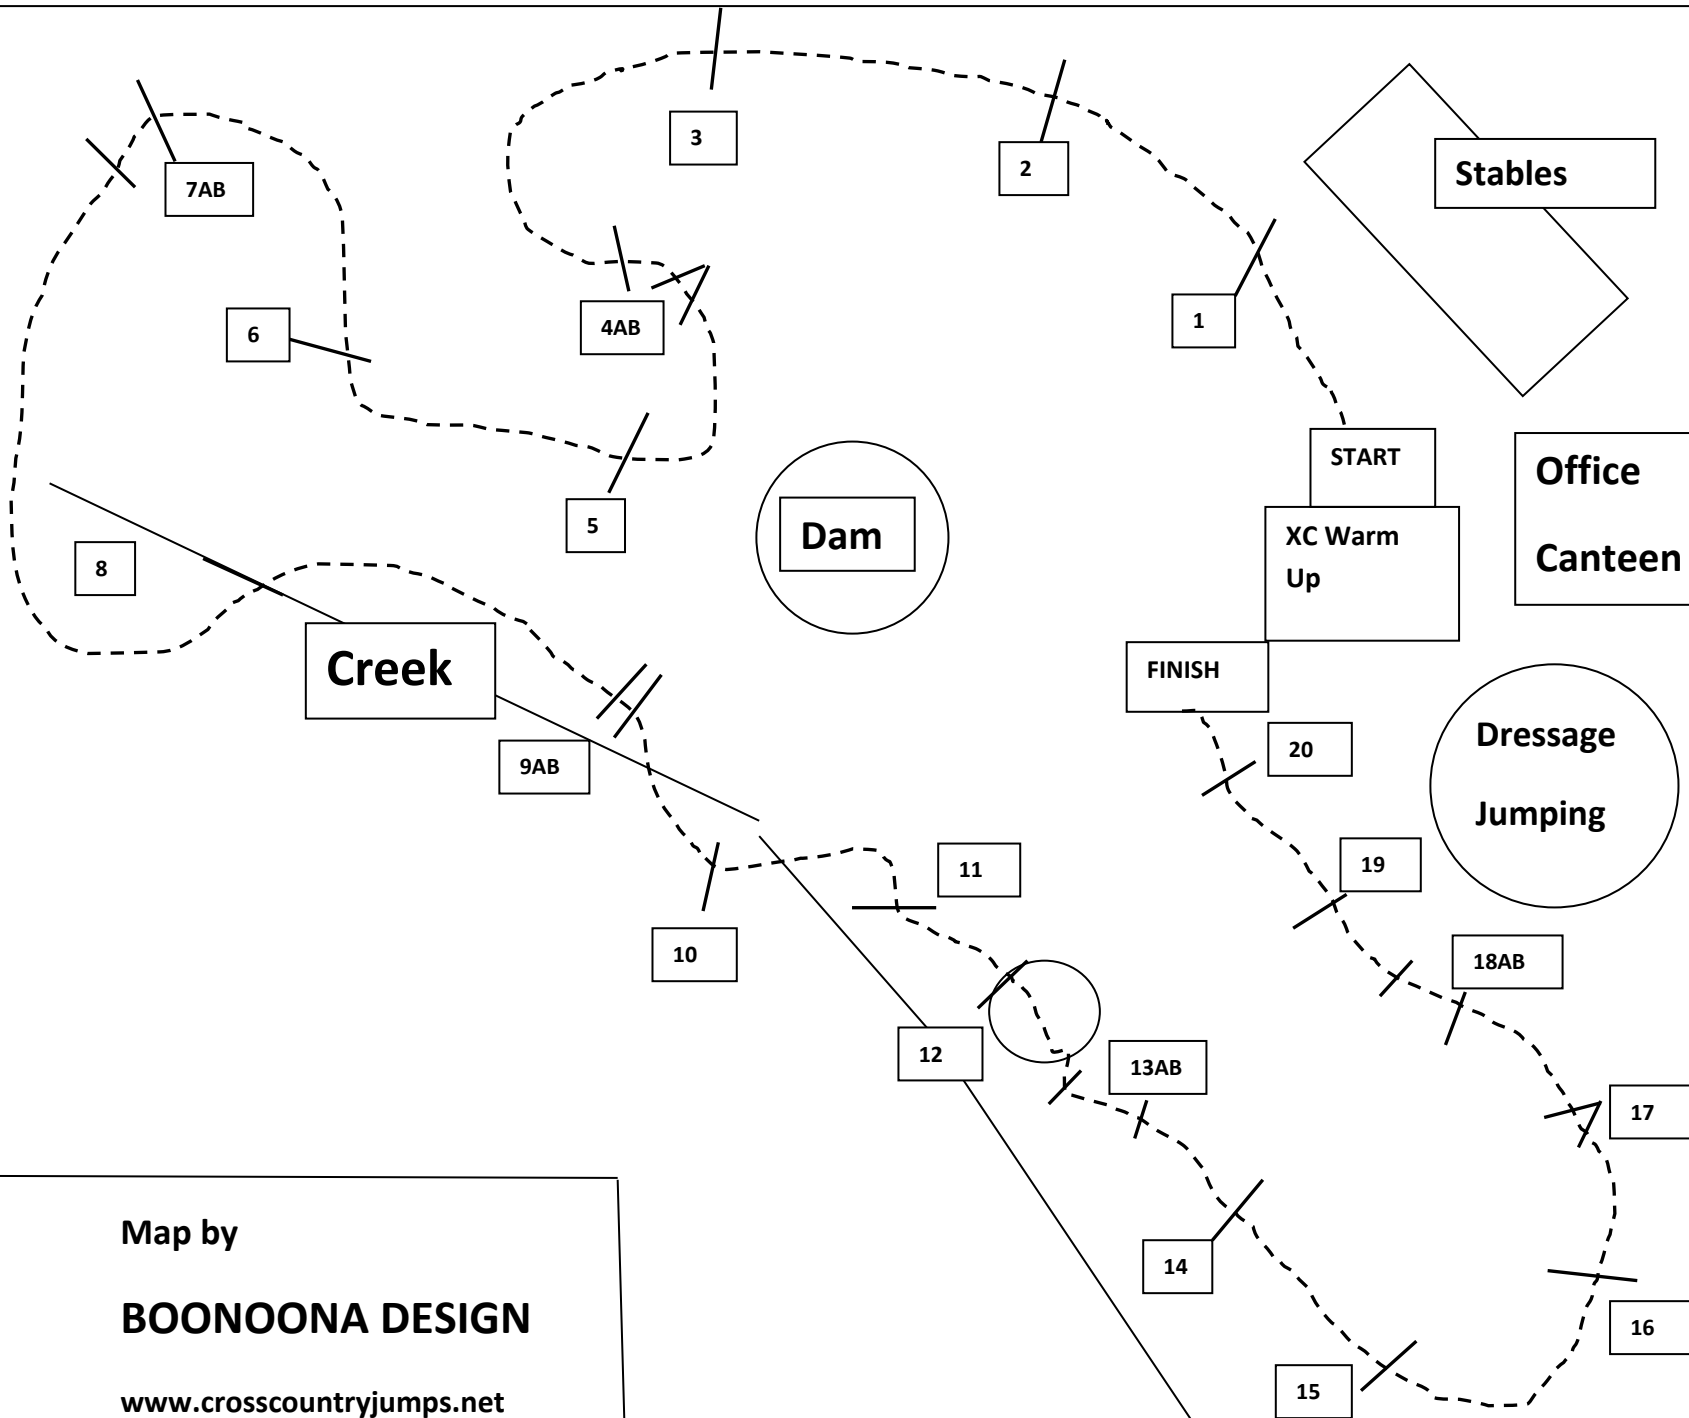 3
2
Stables
7AB
1
6
4AB
START
Office
Canteen
5
Dam
XC Warm
Up
8
Creek
FINISH
9AB
20
Dressage
Jumping
11
19
10
18AB
12
13AB
17
14
16
15
Map by
BOONOONA DESIGN
www.crosscountryjumps.net